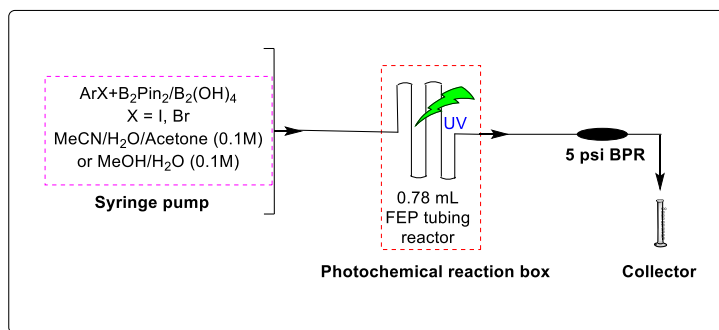 ArX+B₂Pin₂/B₂(OH)₄
X = I, Br
MeCN/H₂O/Acetone (0.1M)
or MeOH/H₂O (0.1M)
Syringe pump
UV
0.78 mL
FEP tubing
reactor
Photochemical reaction box
5 psi BPR
Collector